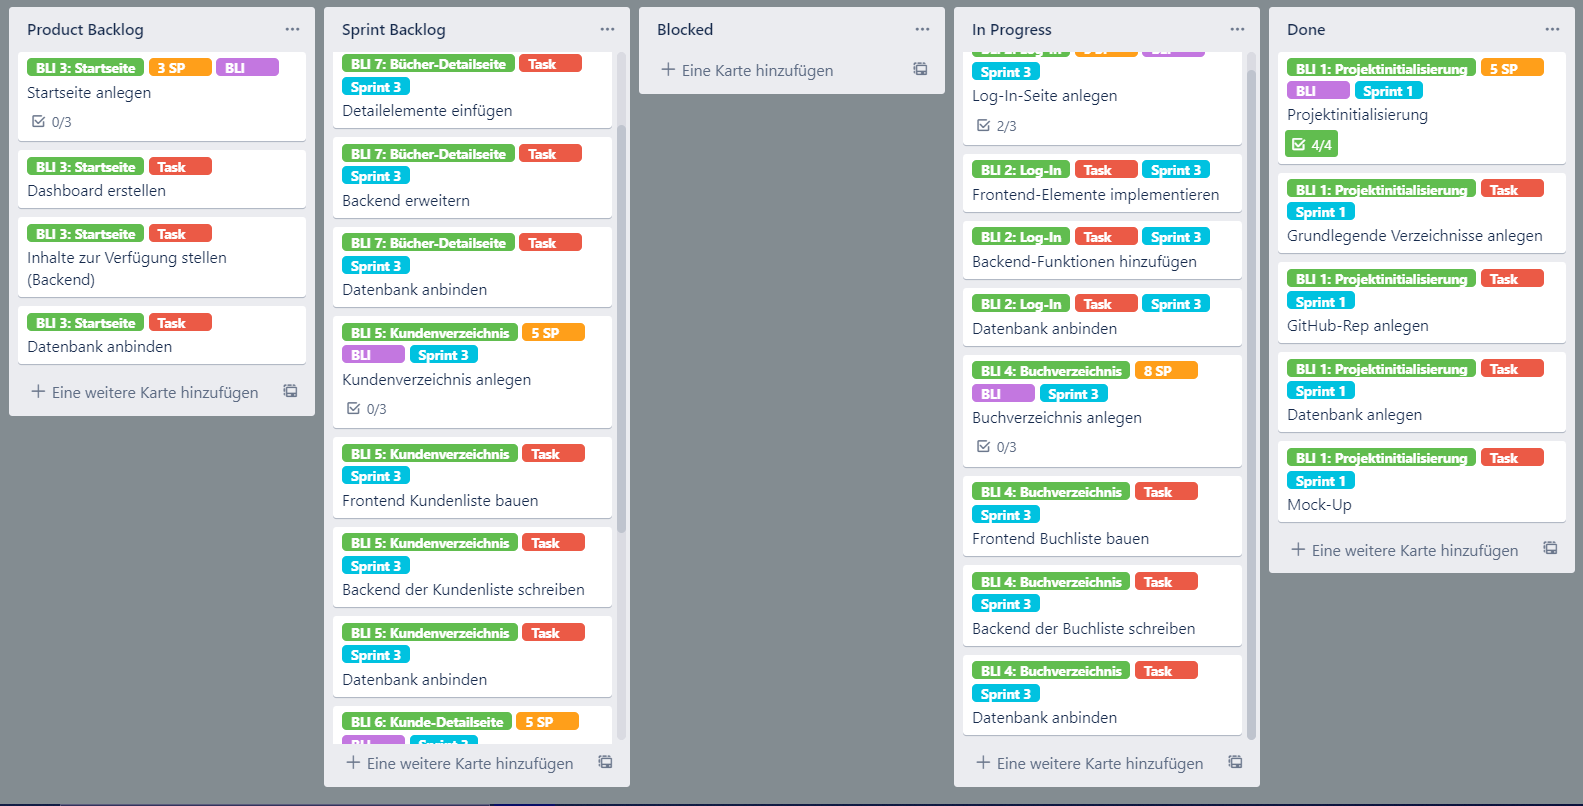 Product Backlog
BLI 3: Startseite 3 SP BLI
Startseite anlegen
0/3
BLI 3: Startseite Task
Dashboard erstellen
BLI 3: Startseite Task
Inhalte zur Verfügung stellen
(Backend)
BLI 3: Startseite Task
Datenbank anbinden
Eine weitere Karte hinzufügen
Sprint Backlog
BLI 7: Bücher-Detailseite Task
Sprint 3
Detailelemente einfügen
BLI 7: Bücher-Detailseite Task
Sprint 3
Backend erweitern
BLI 7: Bücher-Detailseite Task
Sprint 3
Datenbank anbinden
BLI 5: Kundenverzeichnis 5 SP
BLI Sprint 3
Kundenverzeichnis anlegen
0/3
BLI 5: Kundenverzeichnis Task
Sprint 3
Frontend Kundenliste bauen
BLI 5: Kundenverzeichnis Task
Sprint 3
Backend der Kundenliste schreiben
BLI 5: Kundenverzeichnis Task
Sprint 3
Datenbank anbinden
BLI 6: Kunde-Detailseite 5 SP
BLI Sprint 3
Eine weitere Karte hinzufügen
Blocked
Eine Karte hinzufügen
In Progress
BLI 2: Log-In BLI
Sprint 3
Log-In-Seite anlegen
2/3
BLI 2: Log-In Task Sprint 3
Frontend-Elemente implementieren
BLI 2: Log-In Task Sprint 3
Backend-Funktionen hinzufügen
BLI 2: Log-In Task Sprint 3
Datenbank anbinden
BLI 4: Buchverzeichnis 8 SP
BLI Sprint 3
Buchverzeichnis anlegen
0/3
BLI 4: Buchverzeichnis Task
Sprint 3
Frontend Buchliste bauen
BLI 4: Buchverzeichnis Task
Sprint 3
Backend der Buchliste schreiben
BLI 4: Buchverzeichnis Task
Sprint 3
Datenbank anbinden
Eine weitere Karte hinzufügen
Done
BLI 1: Projektinitialisierung 5 SP
BLI Sprint 1
Projektinitialisierung
4/4
BLI 1: Projektinitialisierung Task
Sprint 1
Grundlegende Verzeichnisse anlegen
BLI 1: Projektinitialisierung Task
Sprint 1
GitHub-Rep anlegen
BLI 1: Projektinitialisierung Task
Sprint 1
Datenbank anlegen
BLI 1: Projektinitialisierung Task
Sprint 1
Mock-Up
Eine weitere Karte hinzufügen